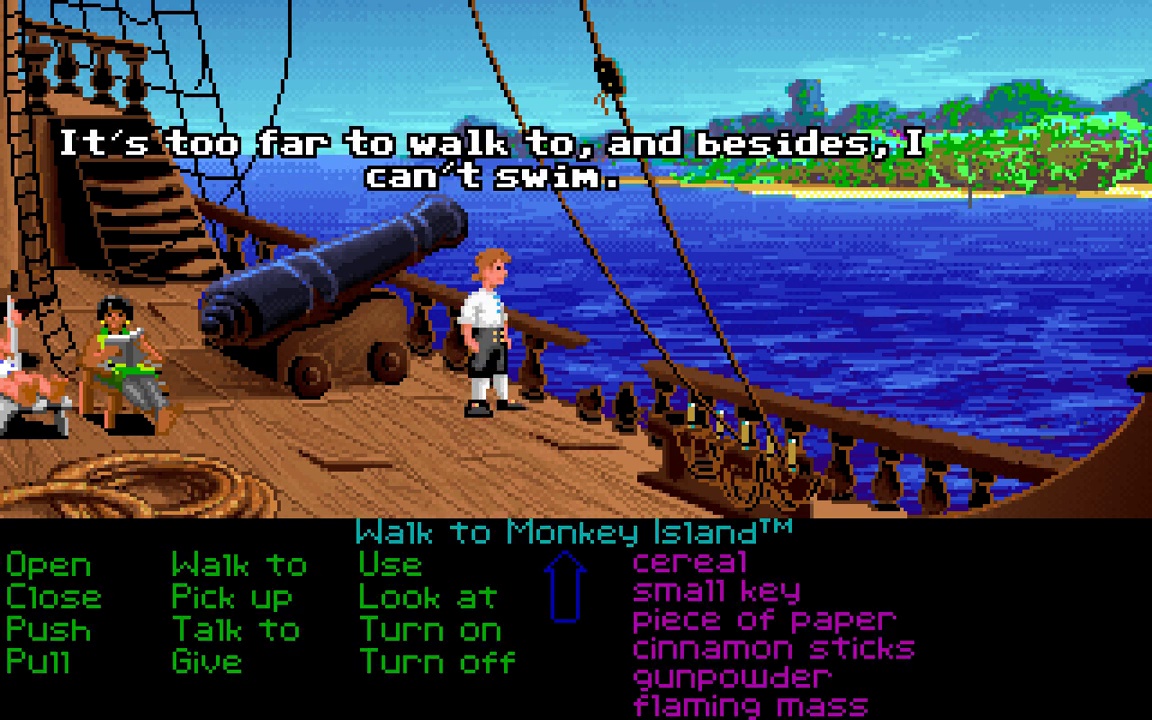 It's too far to walk to, and besides, I
can't swim.
Walk to Monkey Island™
Open Walk to Use
Close Pick up Look at
Push Talk to Turn on
Pull Give Turn off
cereal
small key
piece of paper
cinnamon sticks
gunpowder
flaming mass